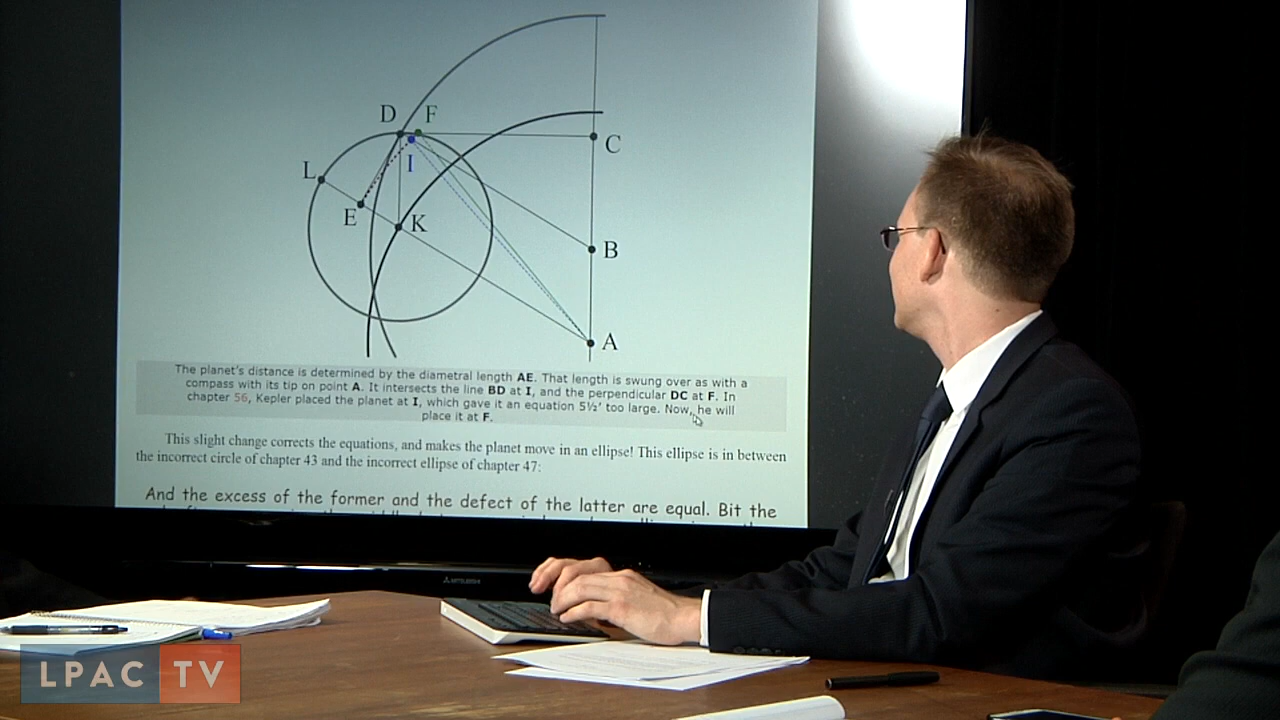 D F
C
L
I
E
K
B
A
The planet's distance is determined by the diametral length AE. That length is swung over as with a
compass with its tip on point A. It intersects the line BD at I, and the perpendicular DC at F. In
chapter 56, Kepler placed the planet at I, which gave it an equation 5½' too large. Now, he will
place it at F.
This slight change corrects the equations, and makes the planet move in an ellipse! This ellipse is in between
the incorrect circle of chapter 43 and the incorrect ellipse of chapter 47:
And the excess of the former and the defect of the latter are equal. Bit the
MITSUBISHI
LPAC TV